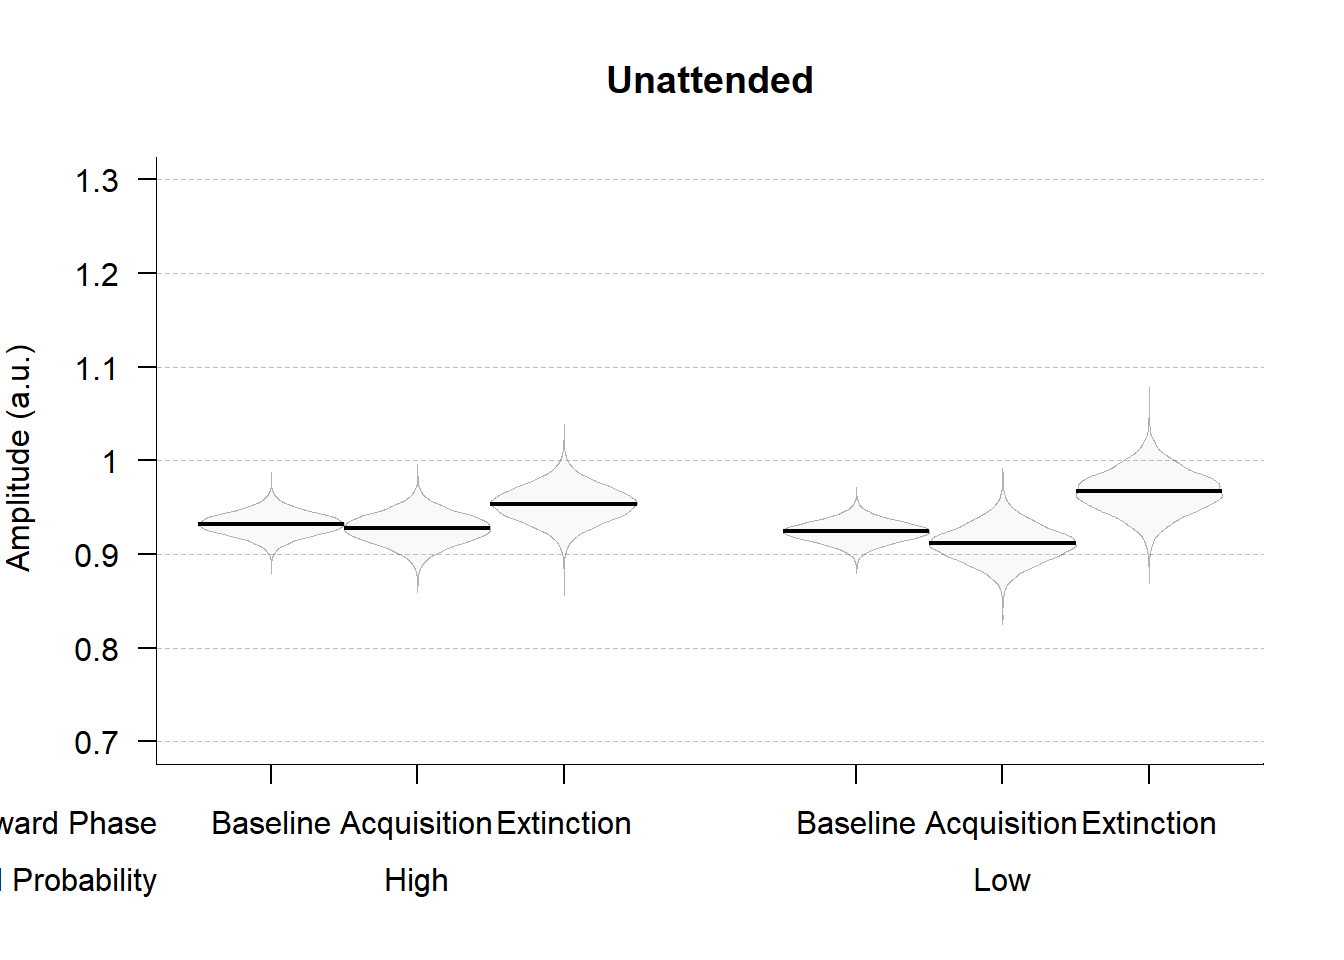 Unattended
1.3
1.2
1.1
1
0.9
0.8
0.7
Amplitude (a.u.)
ward Phase Baseline Acquisition Extinction Baseline Acquisition Extinction
Probability High Low